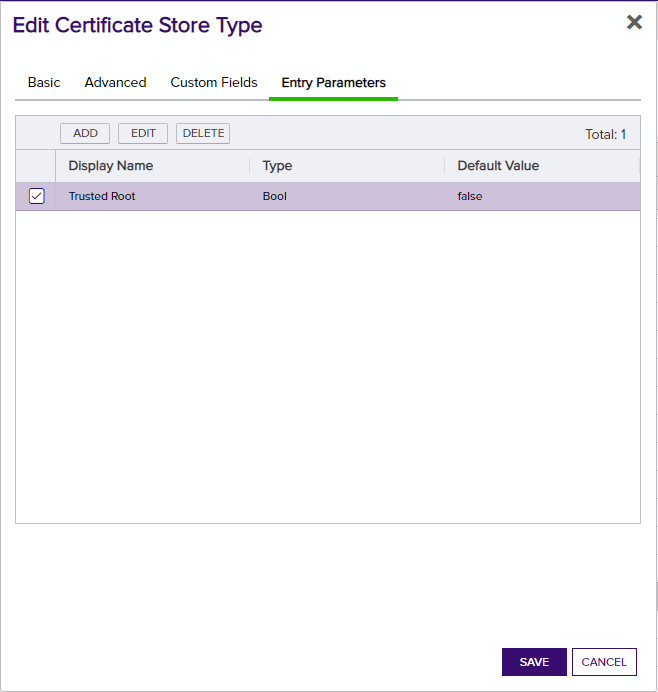 Edit Certificate Store Type
Basic Advanced Custom Fields Entry Parameters
ADD EDIT DELETE Total: 1
Display Name Type Default Value
Trusted Root Bool false
SAVE CANCEL